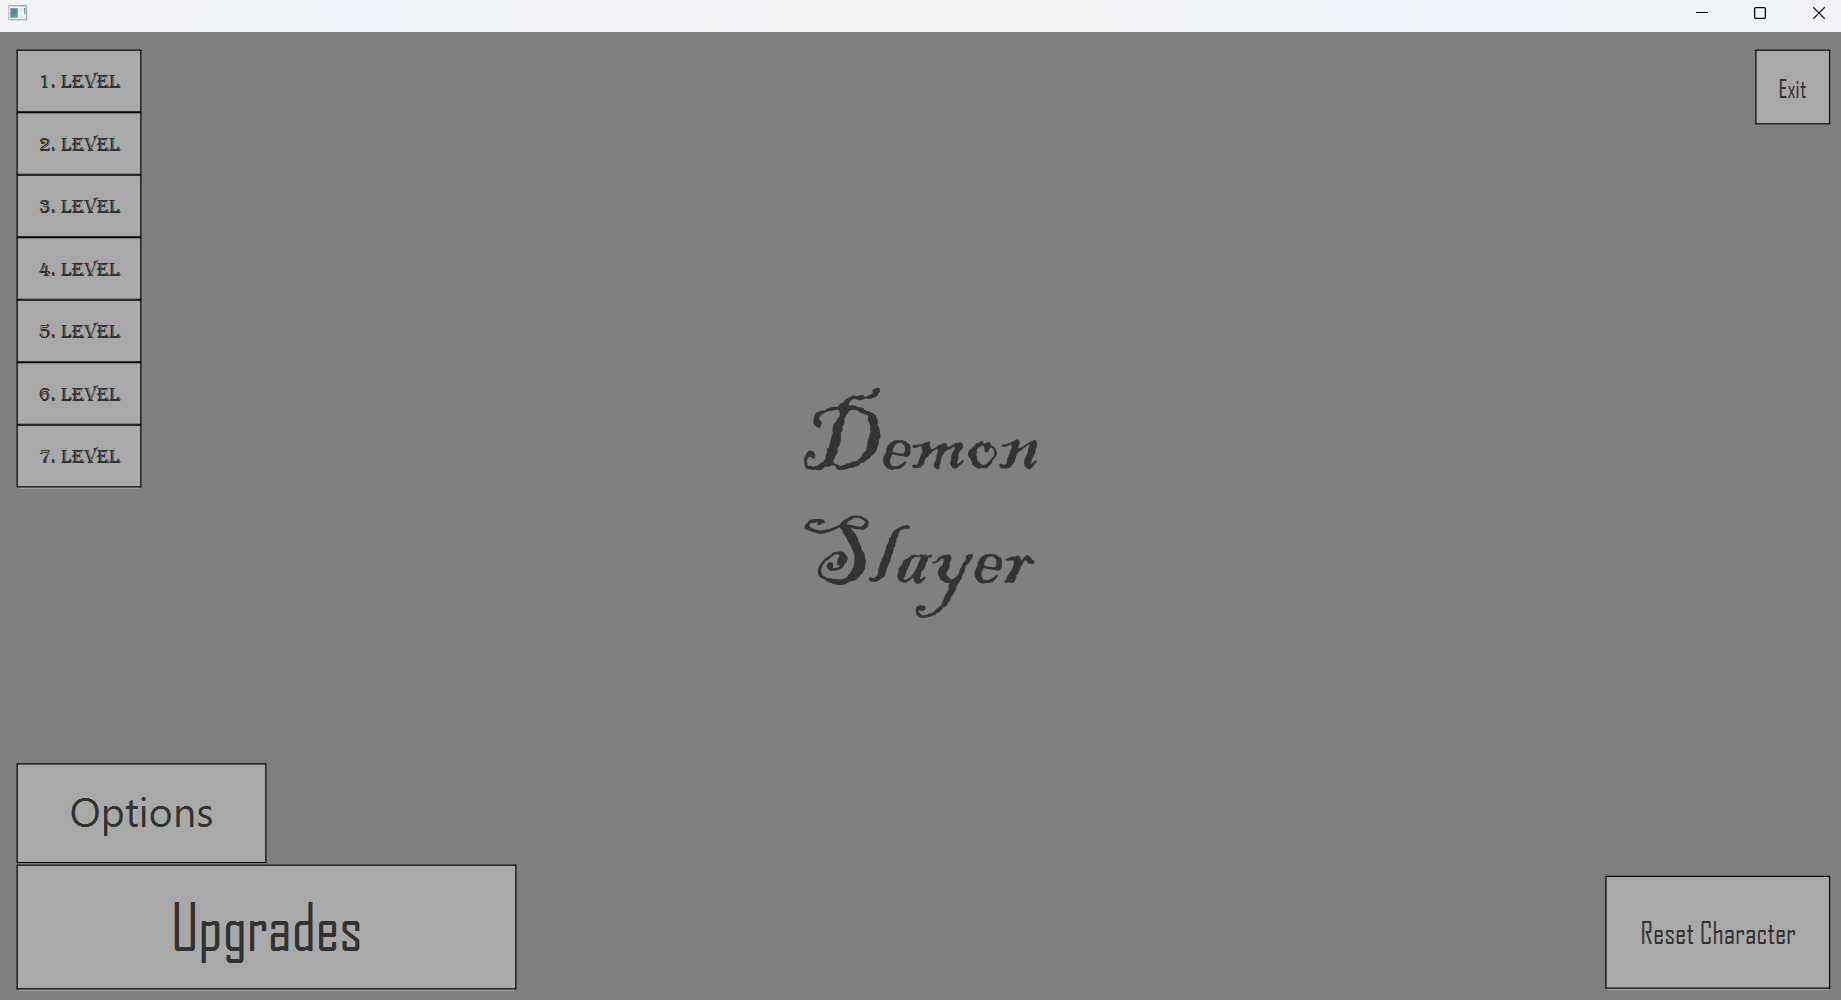 1. LEVEL
Exit
2. LEVEL
3. LEVEL
4. LEVEL
5. LEVEL
6. LEVEL
7. LEVEL
Demon
Slayer
Options
Upgrades
Reset Character